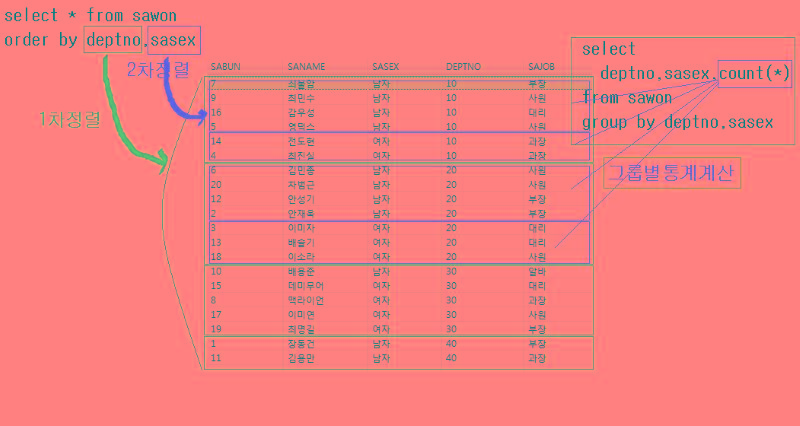 select * from sawon
order by deptno,sasex
1차정렬
2차정렬
SABUN SANAME SASEX DEPTNO SAJOB
7 최불암 남자 10 부장
9 최민수 남자 10 사원
16 감우성 남자 10 대리
5 영덕스 남자 10 사원
14 전도현 여자 10 과장
4 최진실 여자 10 과장
6 김민종 남자 20 사원
20 차범근 남자 20 사원
12 안성기 남자 20 부장
2 안재욱 남자 20 부장
3 이미자 여자 20 대리
13 배슬기 여자 20 대리
18 이소라 여자 20 사원
10 배용준 남자 30 알바
15 데미무어 여자 30 대리
8 맥라이언 여자 30 과장
17 이미연 여자 30 사원
19 최명길 여자 30 부장
1 장동건 남자 40 부장
11 김용만 남자 40 과장
select
deptno,sasex,count(*)
from sawon
group by deptno,sasex
그룹별통계계산